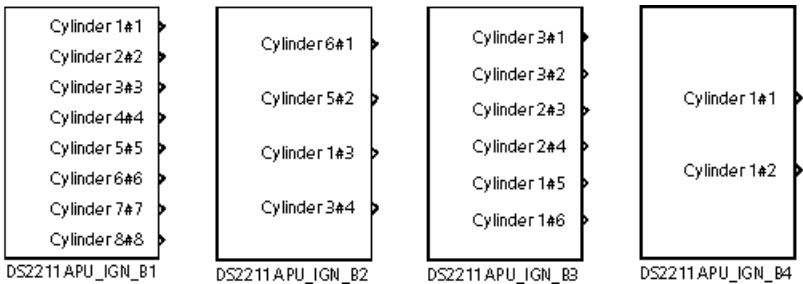 Cylinder 1#1
Cylinder 2#2
Cylinder 3#3
Cylinder 4#4
Cylinder 5#5
Cylinder 6#6
Cylinder 7#7
Cylinder 8#8
DS2211APU_IGN_B1
Cylinder 6#1
Cylinder 5#2
Cylinder 1#3
Cylinder 3#4
DS2211APU_IGN_B2
Cylinder 3#1
Cylinder 3#2
Cylinder 2#3
Cylinder 2#4
Cylinder 1#5
Cylinder 1#6
DS2211APU_IGN_B3
Cylinder 1#1
Cylinder 1#2
DS2211APU_IGN_B4